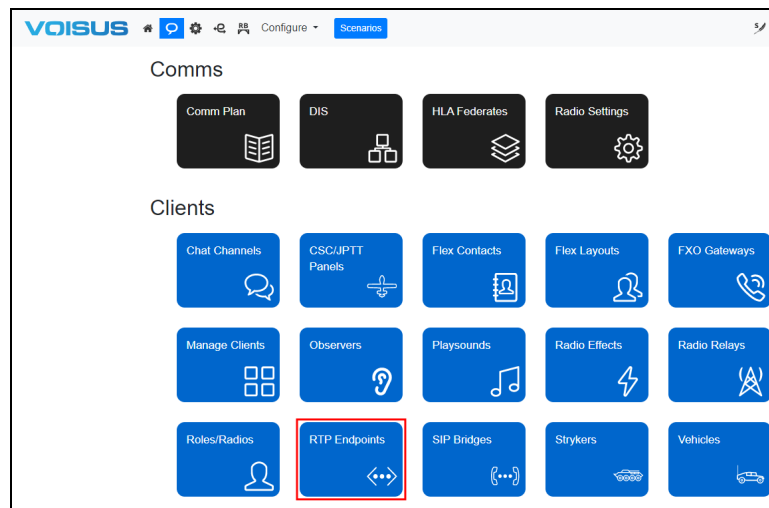 VOISUS RB Configure Scenarios
Comms
Comm Plan
DIS
HLA Federates
Radio Settings
Clients
Chat Channels
CSC/JPTT
Panels
Flex Contacts
Flex Layouts
FXO Gateways
Manage Clients
Observers
Playsounds
Radio Effects
Radio Relays
Roles/Radios
RTP Endpoints
SIP Bridges
Strykers
Vehicles